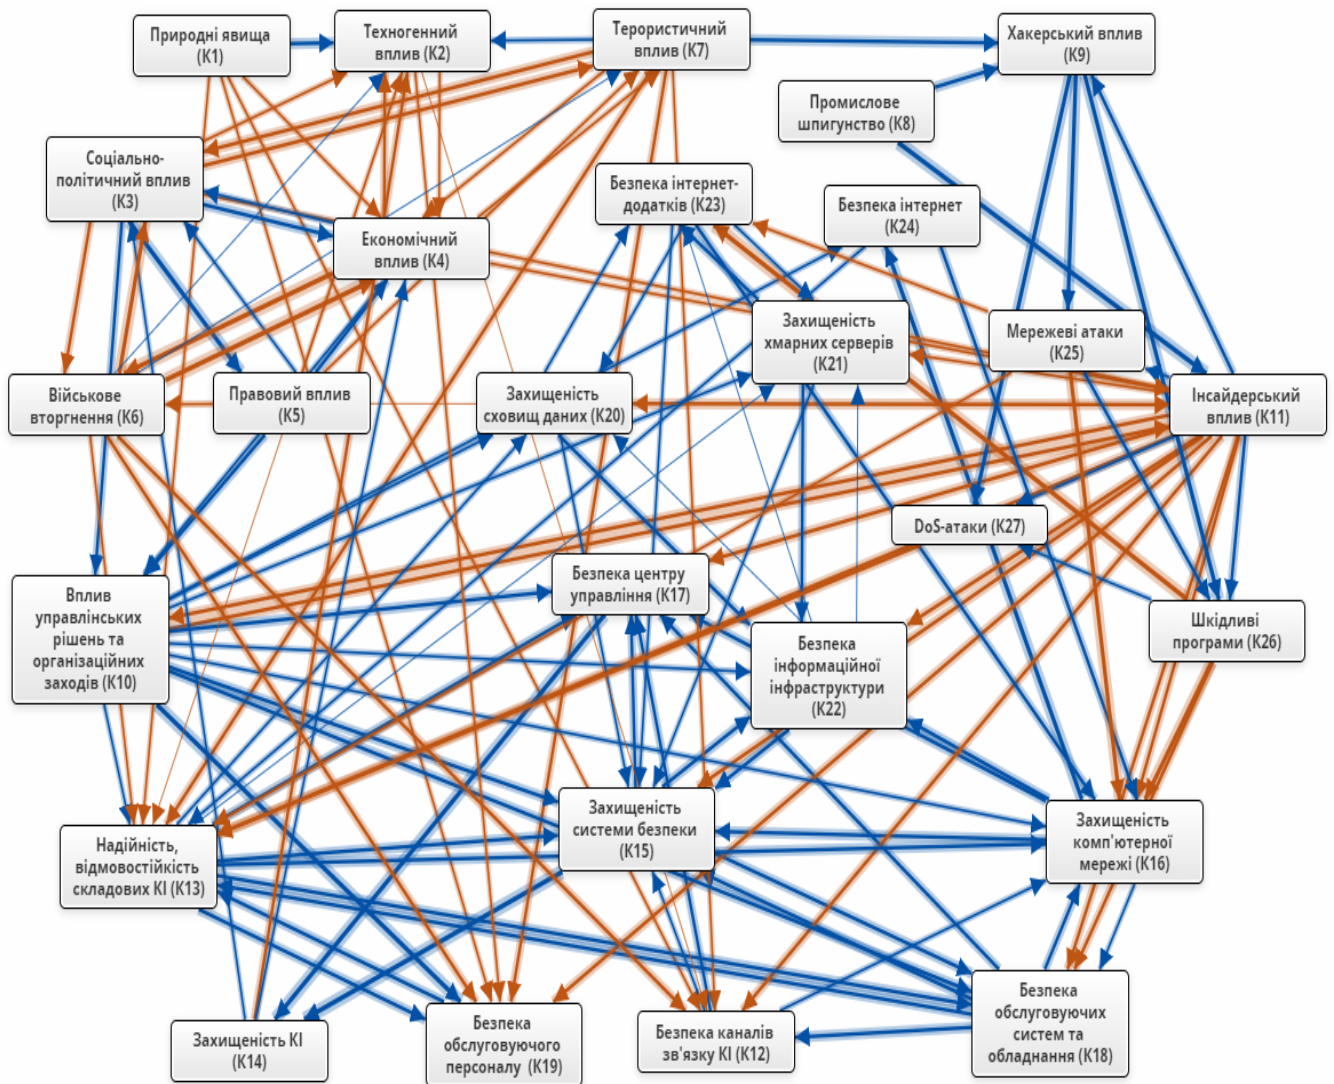 Природні явища
(К1)
Техногенний
вплив (К2)
Терористичний
вплив (К7)
Хакерський вплив
(К9)
Промислове
шпигунство (К8)
Соціально-
політичний вплив
(К3)
Безпека інтернет-
додатків (К23)
Безпека інтернет
(К24)
Економічний
вплив (К4)
Захищеність
хмарних серверів
(К21)
Мережеві атаки
(К25)
Військове
вторгнення (К6)
Правовий вплив
(К5)
Захищеність
сховищ даних (К20)
Інсайдерський
вплив (К11)
DoS-атаки (К27)
Вплив
управлінських
рішень та
організаційних
заходів (К10)
Безпека центру
управління (К17)
Безпека
інформаційної
інфраструктури
(К22)
Шкідливі
програми (К26)
Надійність,
відмовостійкість
складових КІ (К13)
Захищеність
системи безпеки
(К15)
Захищеність
комп'ютерної
мережі (К16)
Захищеність КІ
(К14)
Безпека
обслуговуючого
персоналу (К19)
Безпека каналів
зв'язку КІ (К12)
Безпека
обслуговуючих
систем та
обладнання (К18)